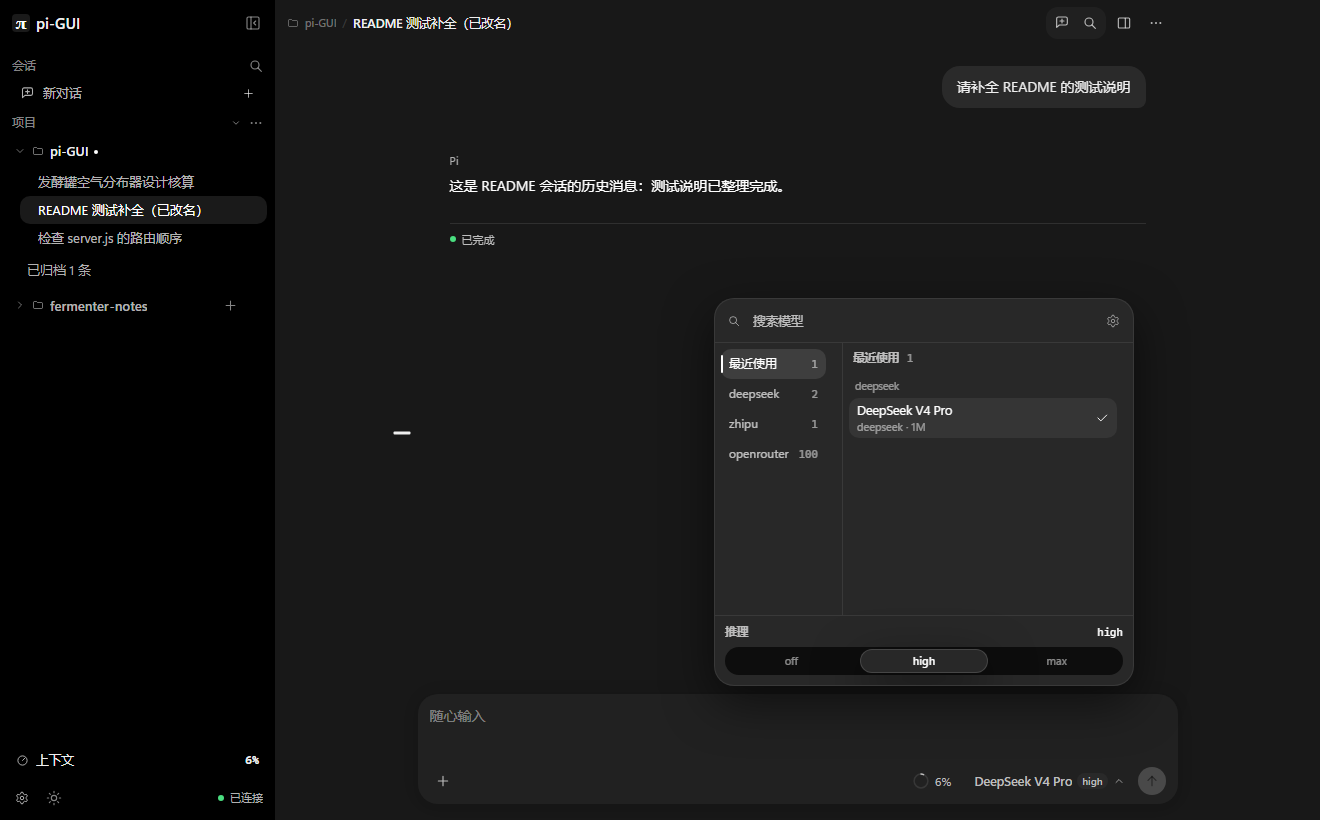 π pi-GUI
会话
新对话
项目
pi-GUI
发酵罐空气分布器设计核算
README 测试补全（已改名）
检查 server.js 的路由顺序
已归档 1 条
fermenter-notes
上下文 6%
已连接
pi-GUI / README 测试补全（已改名）
请补全 README 的测试说明
Pi
这是 README 会话的历史消息：测试说明已整理完成。
已完成
搜索模型
最近使用 1
deepseek 2
zhipu 1
openrouter 100
最近使用 1
deepseek
DeepSeek V4 Pro
deepseek · 1M
推理 high
off high max
随心输入
6% DeepSeek V4 Pro high